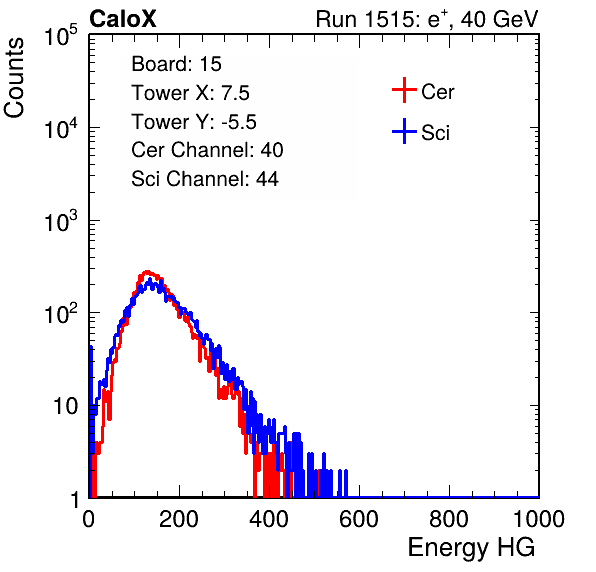 CaloX Run 1515: e⁺, 40 GeV
Counts
Board: 15
Tower X: 7.5
Tower Y: -5.5
Cer Channel: 40
Sci Channel: 44
Cer
Sci
10⁵
10⁴
10³
10²
10
1
0 200 400 600 800 1000
Energy HG